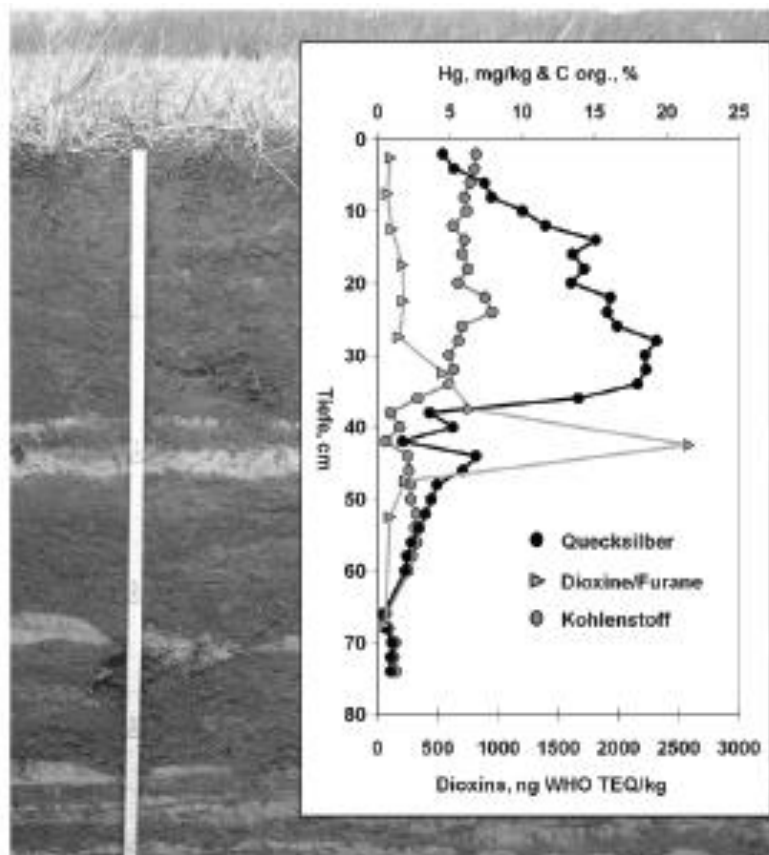 Hg, mg/kg & C org., %
0 5 10 15 20 25
0
10
20
30
40
50
60
70
80
Tiefe, cm
Quecksilber
Dioxine/Furane
Kohlenstoff
0 500 1000 1500 2000 2500 3000
Dioxins, ng WHO TEQ/kg